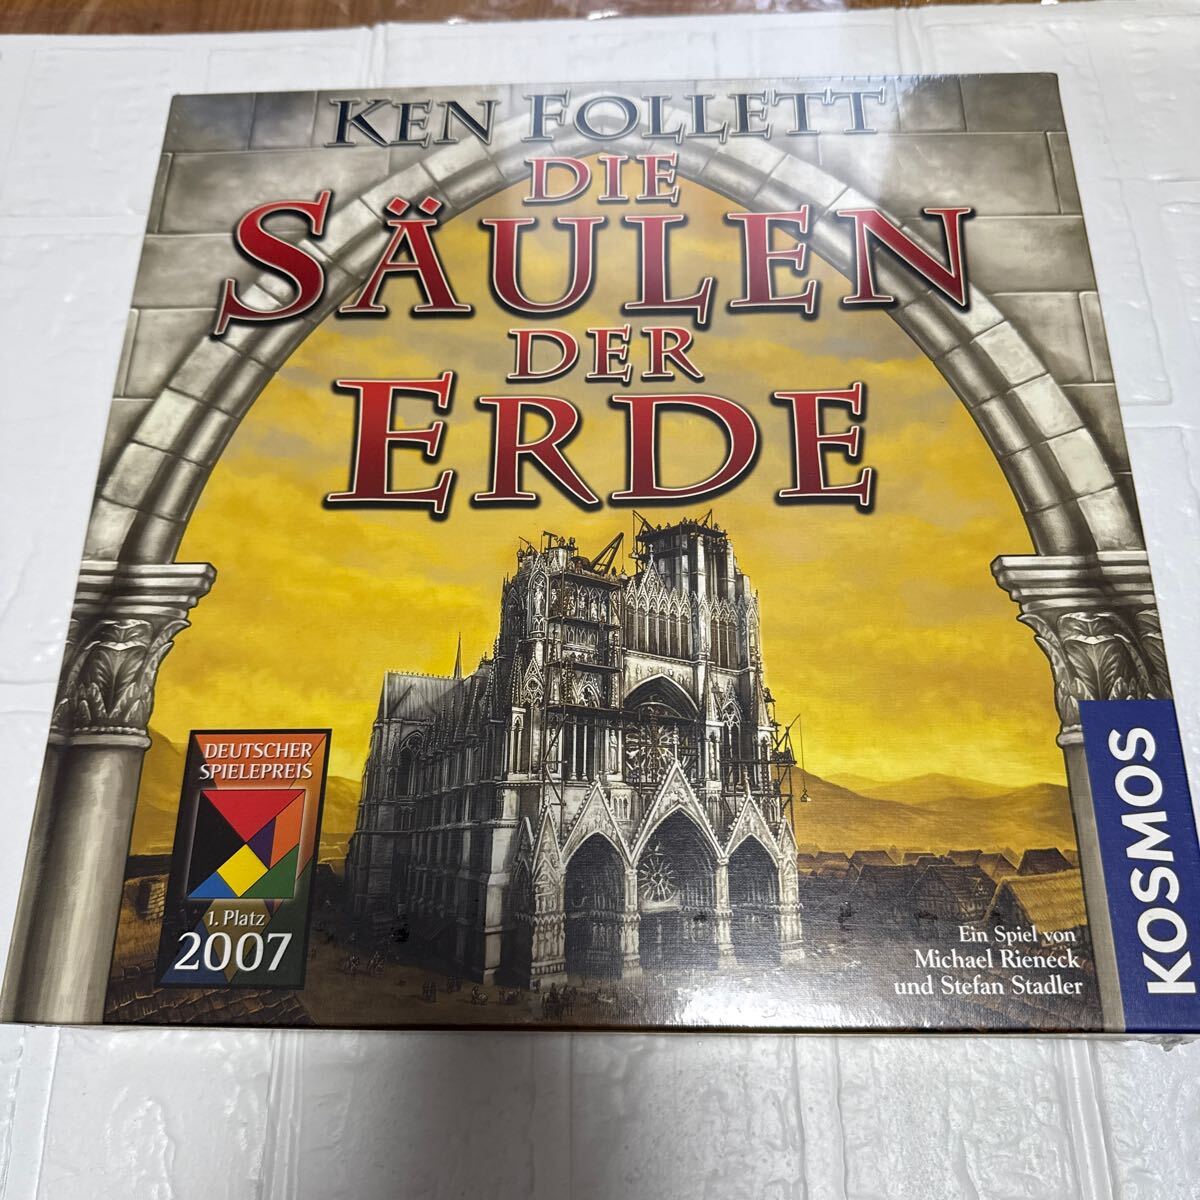 KEN FOLLETT
DIE
SÄULEN
DER
ERDE
DEUTSCHER
SPIELEPREIS
1. Platz
2007
Ein Spiel von
Michael Rieneck
und Stefan Stadler
KOSMOS